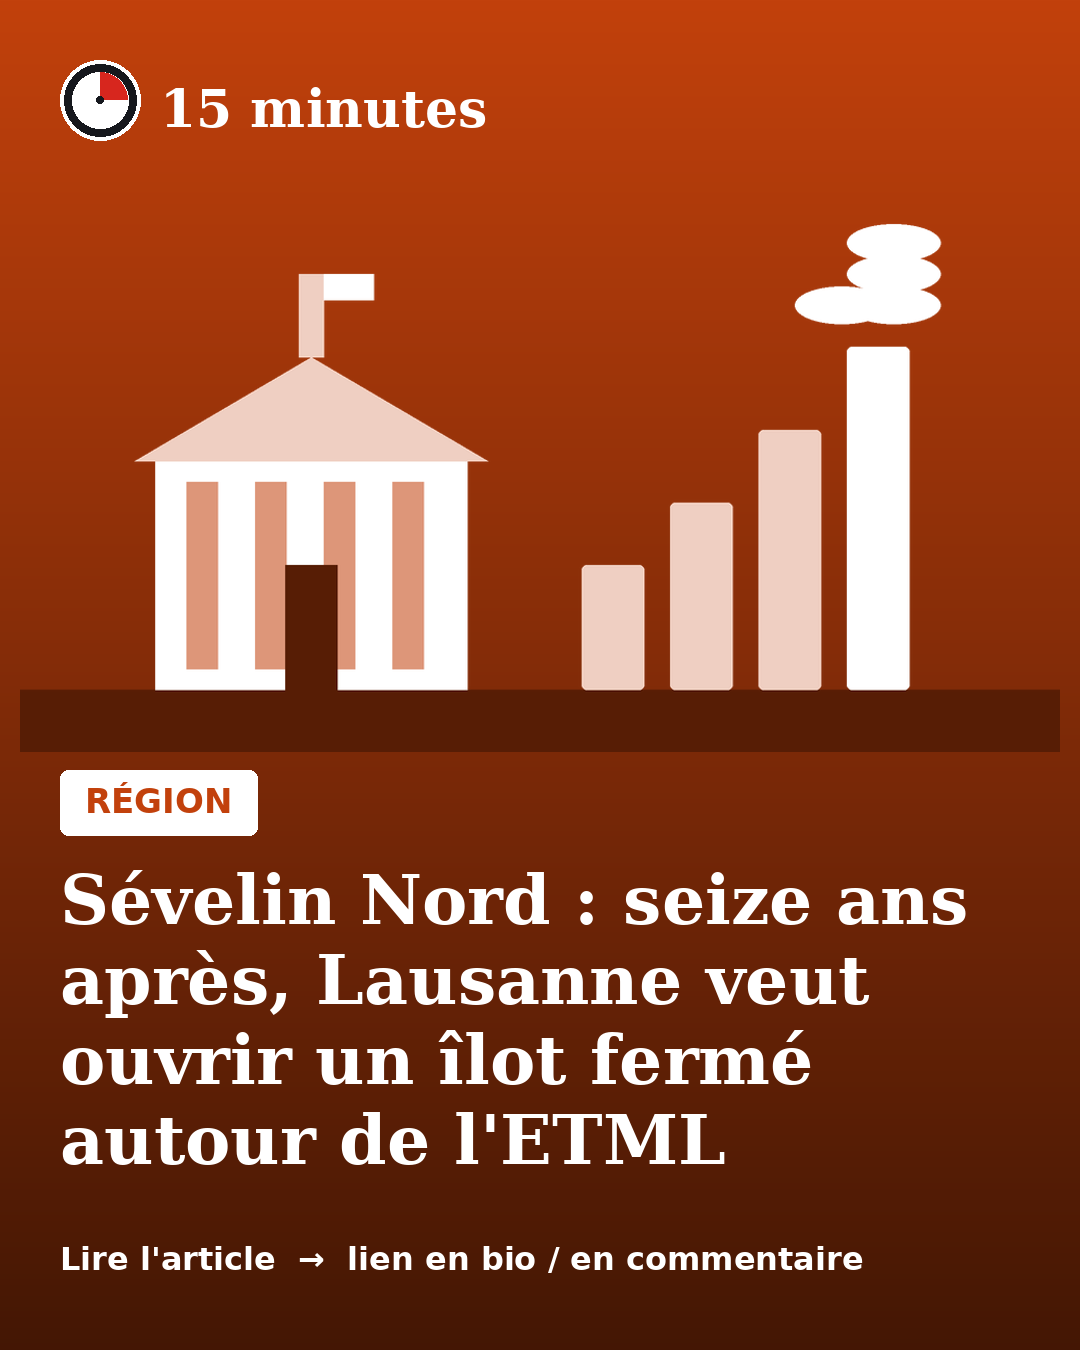 15 minutes
RÉGION
Sévelin Nord : seize ans
après, Lausanne veut
ouvrir un îlot fermé
autour de l'ETML
Lire l'article → lien en bio / en commentaire